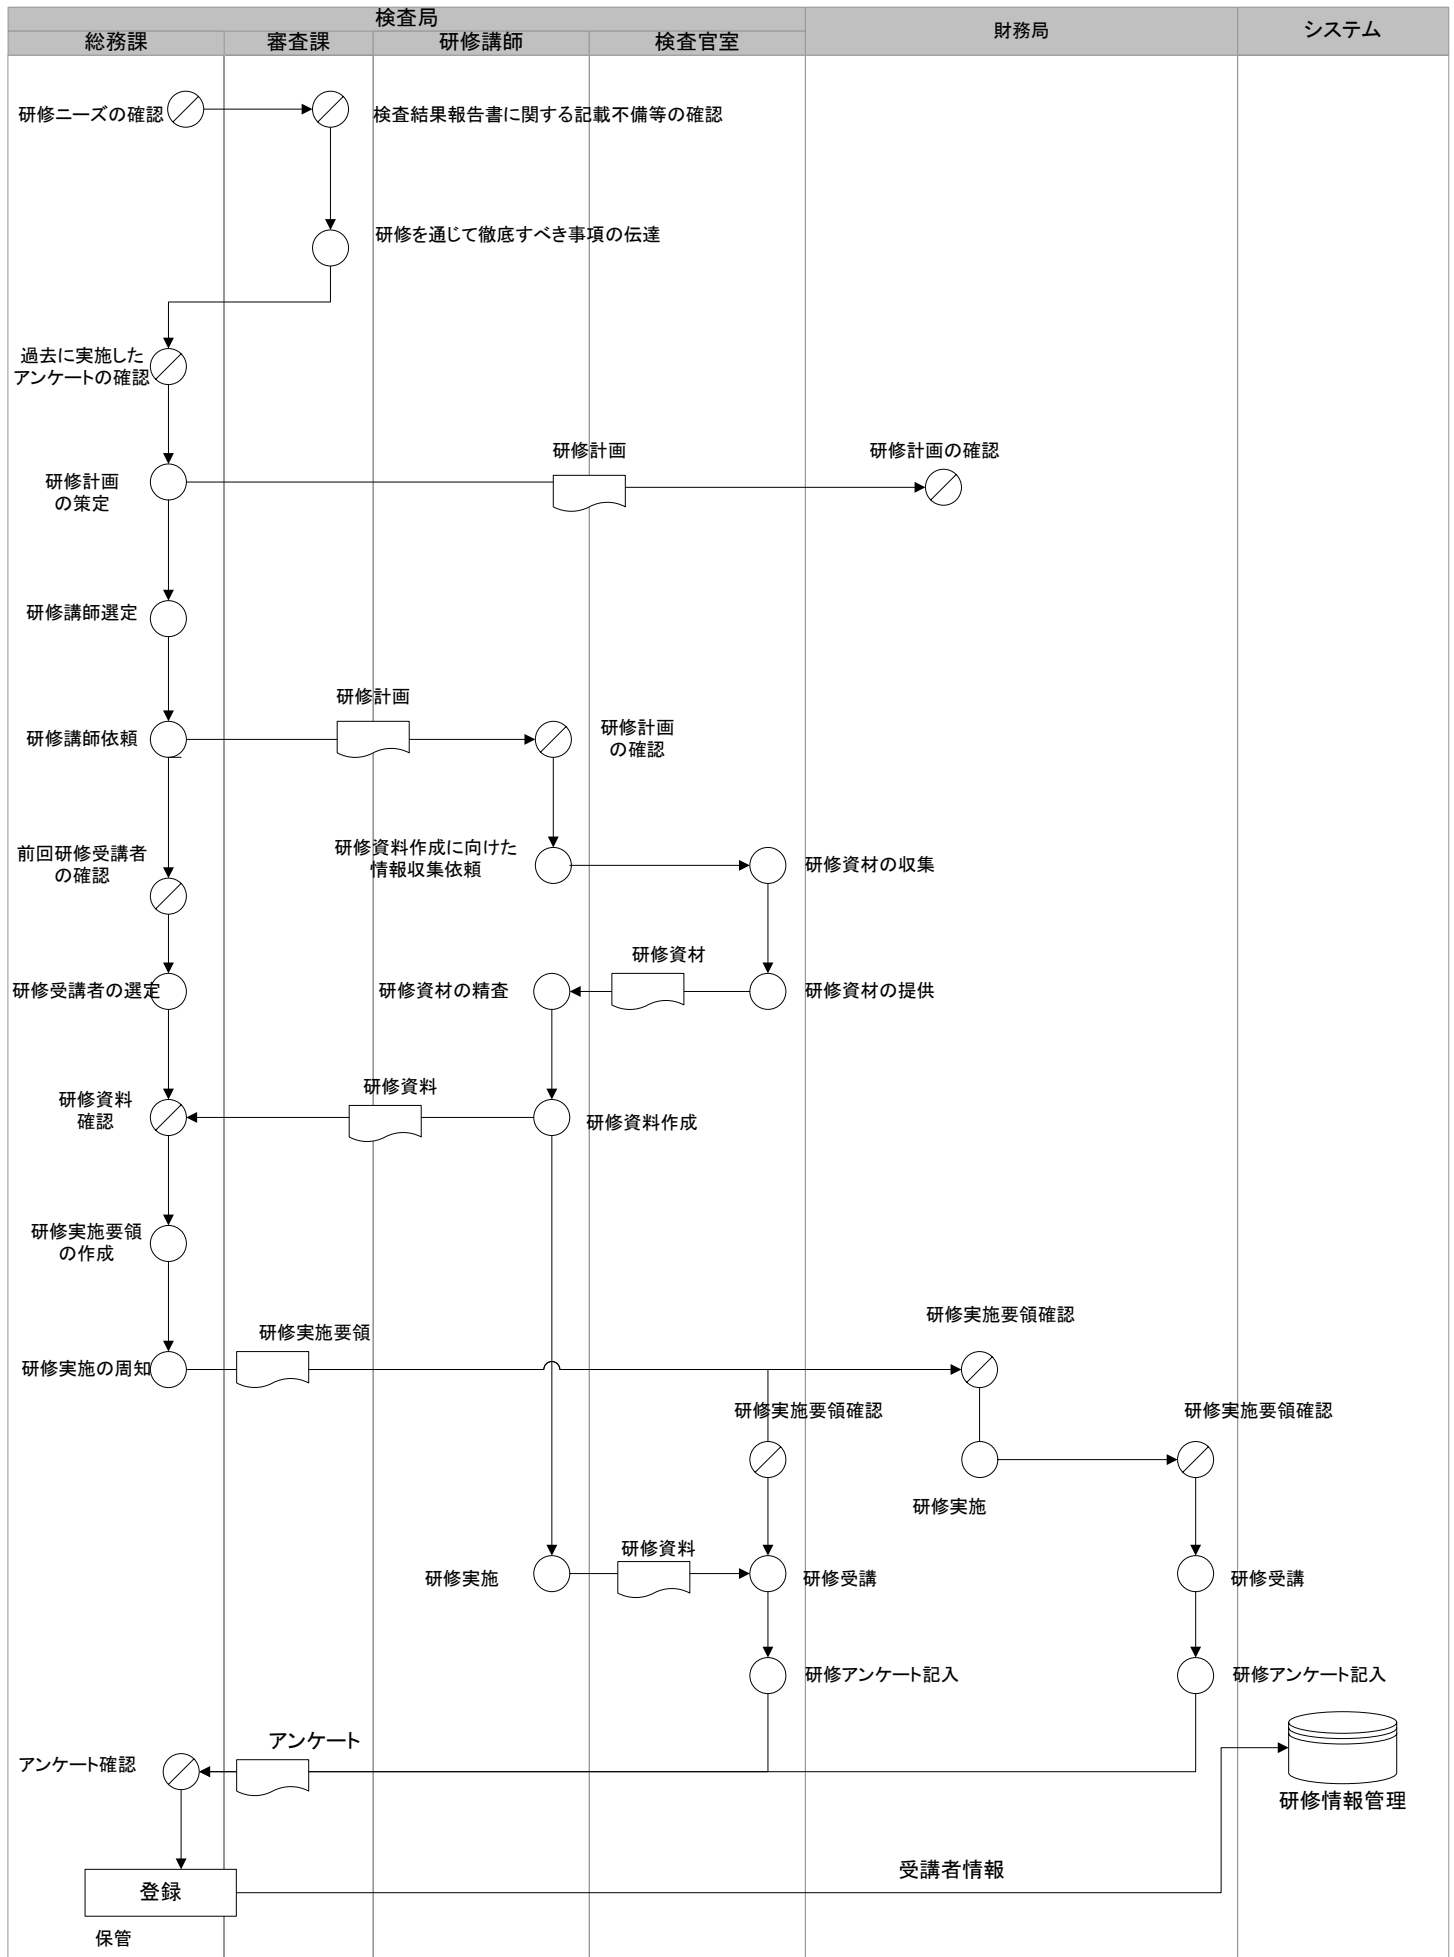 検査局
財務局
システム
総務課
審査課
研修講師
検査官室
研修ニーズの確認
検査結果報告書に関する記載不備等の確認
研修を通じて徹底すべき事項の伝達
過去に実施した
アンケートの確認
研修計画
研修計画の確認
研修計画
の策定
研修講師選定
研修計画
研修講師依頼
研修計画
の確認
前回研修受講者
の確認
研修資料作成に向けた
情報収集依頼
研修資材の収集
研修資材
研修受講者の選定
研修資材の精査
研修資材の提供
研修資料
研修資料
確認
研修資料作成
研修実施要領
の作成
研修実施要領確認
研修実施要領
研修実施の周知
研修実施要領確認
研修実施要領確認
研修実施
研修資料
研修実施
研修受講
研修受講
研修アンケート記入
研修アンケート記入
アンケート
アンケート確認
研修情報管理
受講者情報
登録
保管